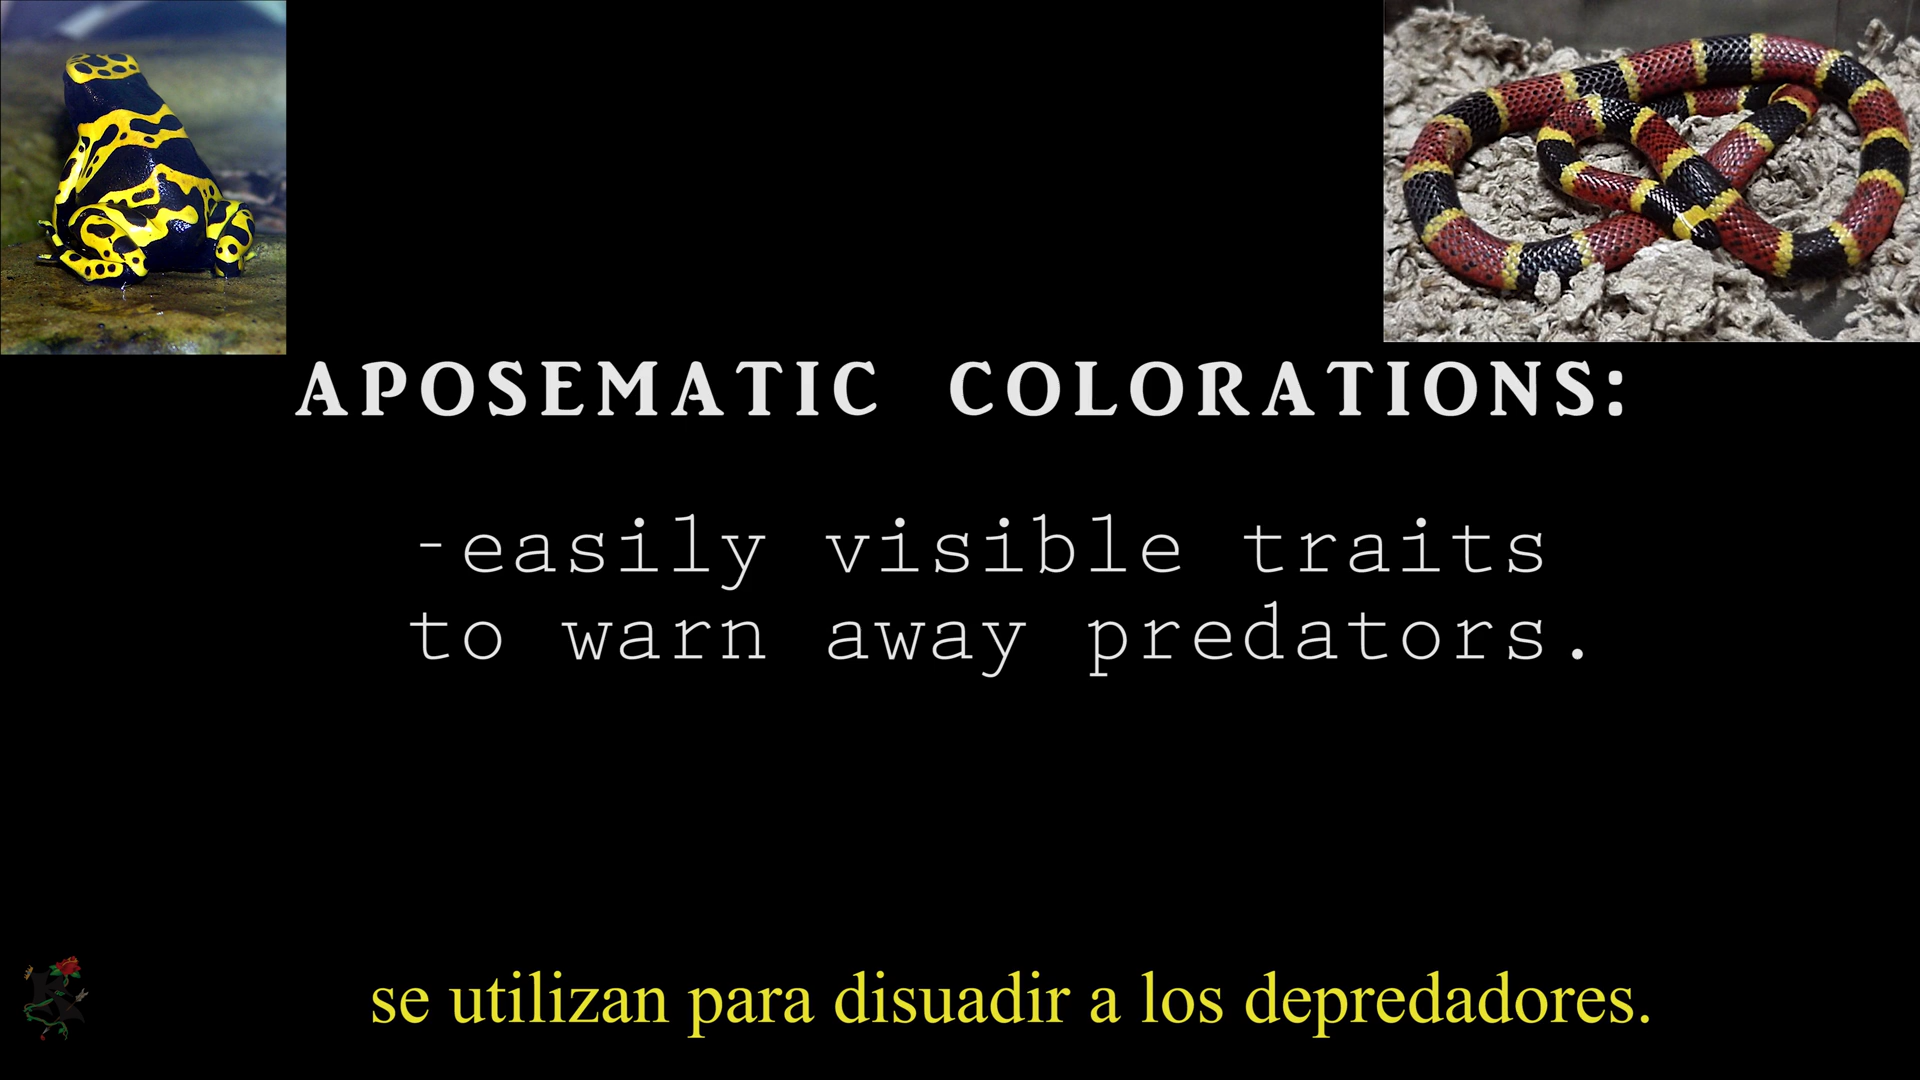 APOSEMATIC COLORATIONS:
-easily visible traits
to warn away predators.
se utilizan para disuadir a los depredadores.